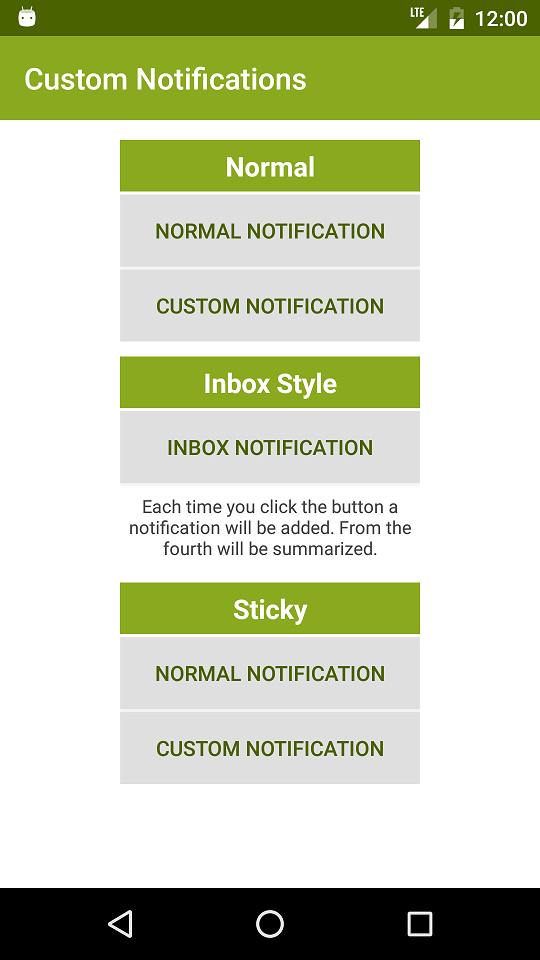 LTE 12:00
Custom Notifications
Normal
NORMAL NOTIFICATION
CUSTOM NOTIFICATION
Inbox Style
INBOX NOTIFICATION
Each time you click the button a
notification will be added. From the
fourth will be summarized.
Sticky
NORMAL NOTIFICATION
CUSTOM NOTIFICATION